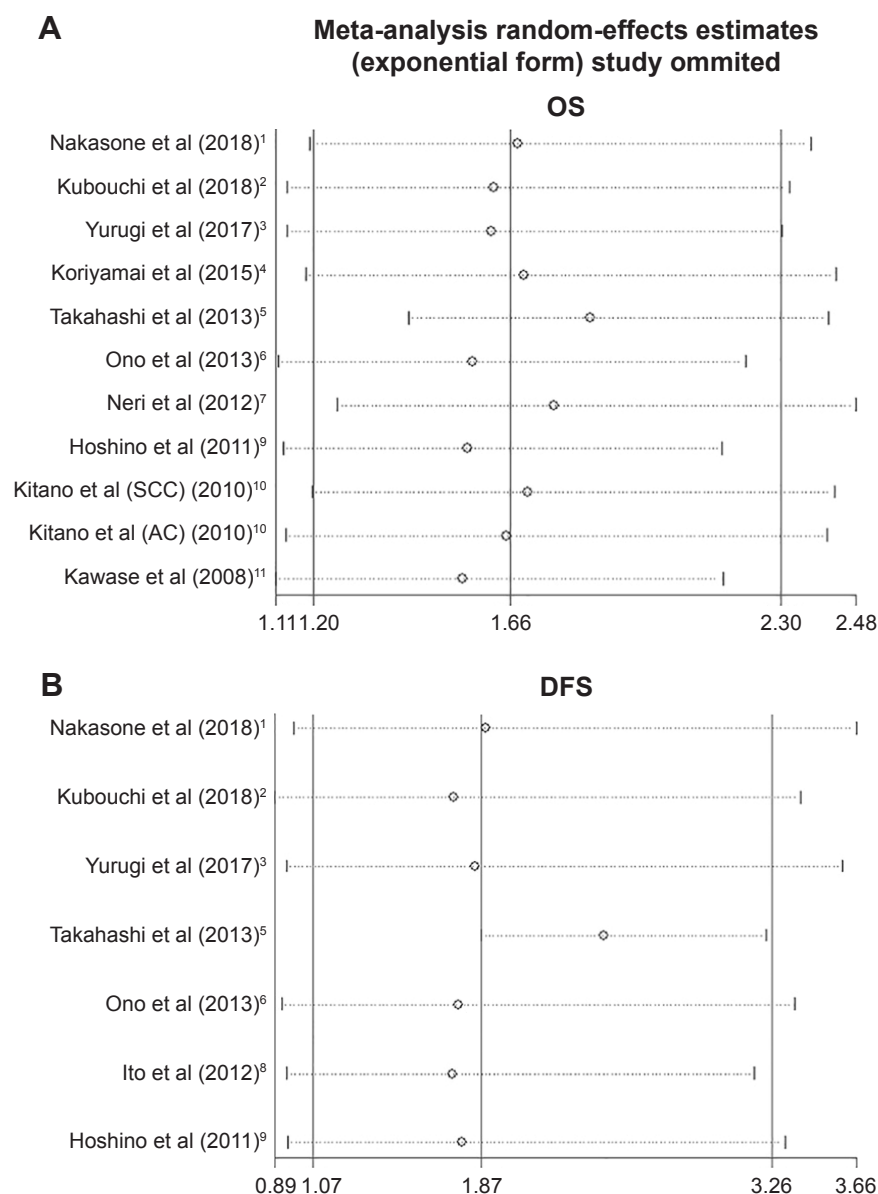 A
Meta-analysis random-effects estimates
(exponential form) study ommited
OS
Nakasone et al (2018)¹
Kubouchi et al (2018)²
Yurugi et al (2017)³
Koriyamai et al (2015)⁴
Takahashi et al (2013)⁵
Ono et al (2013)⁶
Neri et al (2012)⁷
Hoshino et al (2011)⁹
Kitano et al (SCC) (2010)¹⁰
Kitano et al (AC) (2010)¹⁰
Kawase et al (2008)¹¹
1.11 1.20 1.66 2.30 2.48
B
DFS
Nakasone et al (2018)¹
Kubouchi et al (2018)²
Yurugi et al (2017)³
Takahashi et al (2013)⁵
Ono et al (2013)⁶
Ito et al (2012)⁸
Hoshino et al (2011)⁹
0.89 1.07 1.87 3.26 3.66